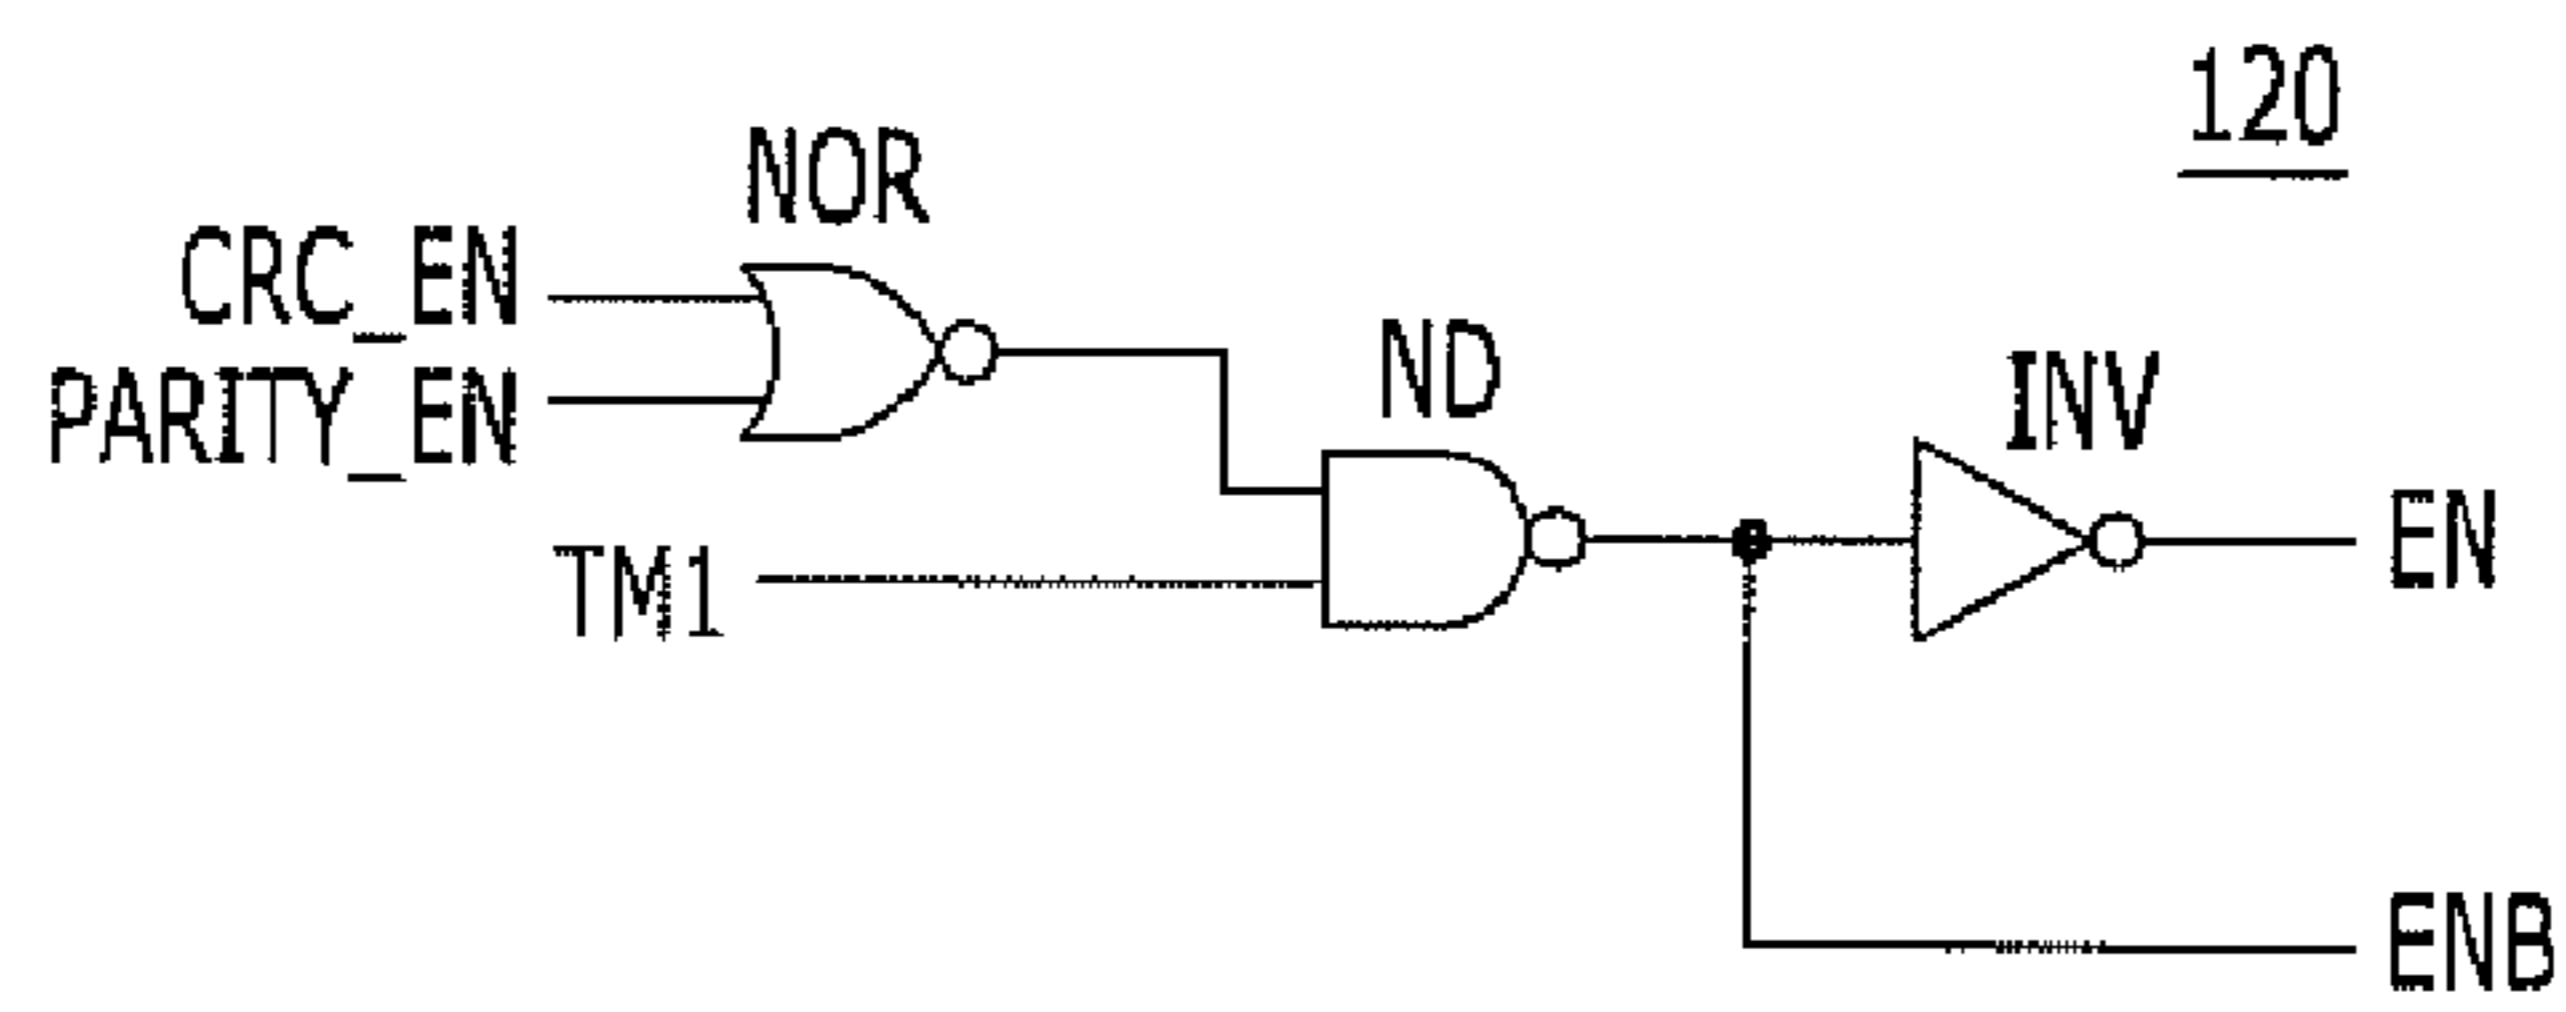 120
NOR
CRC_EN
PARITY_EN
ND
INV
EN
TM1
ENB